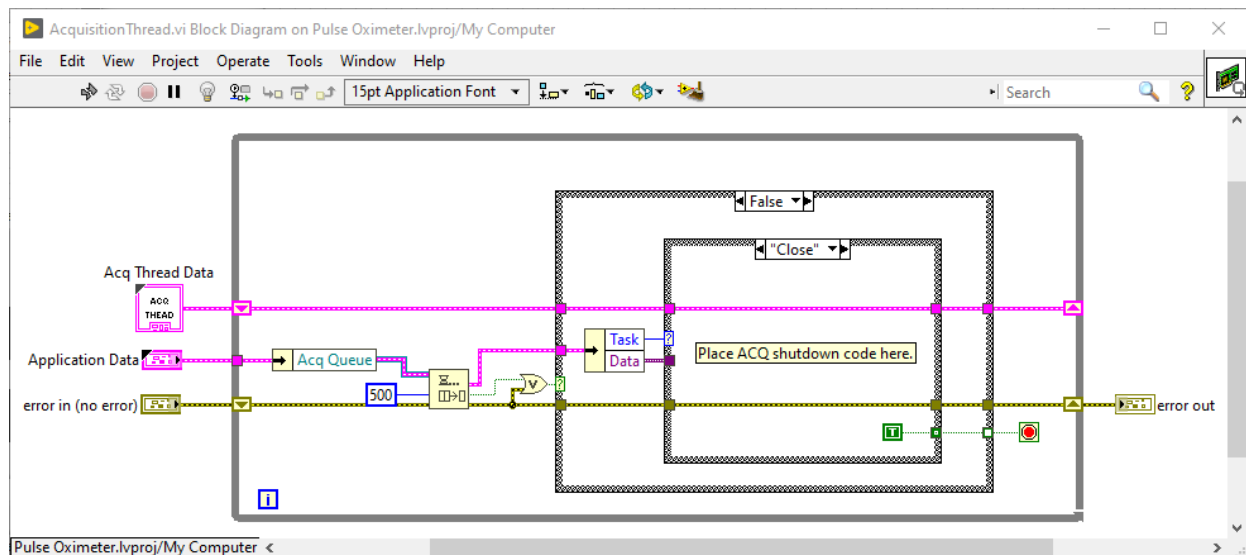 AcquisitionThread.vi Block Diagram on Pulse Oximeter.lvproj/My Computer
File Edit View Project Operate Tools Window Help
15pt Application Font
Search
False
"Close"
Acq Thread Data
ACQ
THEAD
Task
Data
Place ACQ shutdown code here.
Application Data
Acq Queue
500
V
error in (no error)
error out
T
i
Pulse Oximeter.lvproj/My Computer